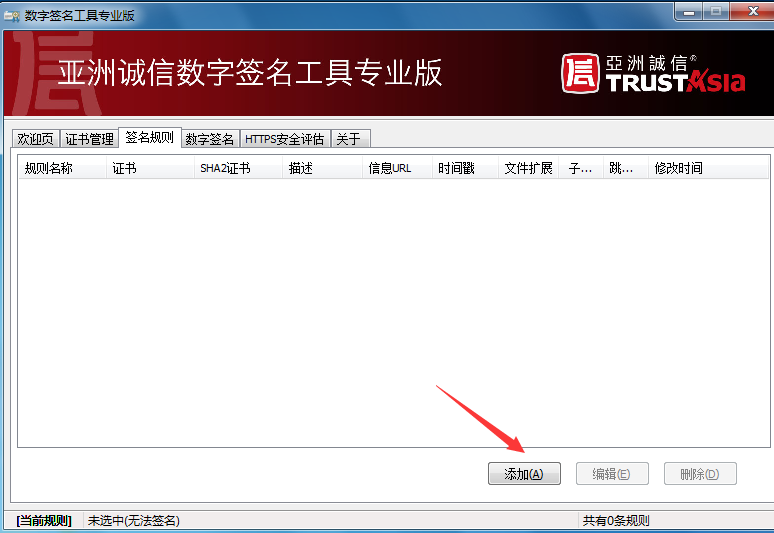 数字签名工具专业版
亚洲诚信数字签名工具专业版
亞洲誠信®
TRUSTAsia
欢迎页 证书管理 签名规则 数字签名 HTTPS安全评估 关于
规则名称 证书 SHA2证书 描述 信息URL 时间戳 文件扩展 子... 跳... 修改时间
添加(A) 编辑(E) 删除(D)
[当前规则] 未选中(无法签名) 共有0条规则